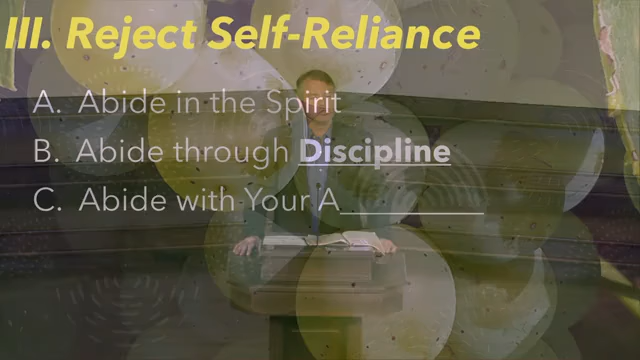 III. Reject Self-Reliance
A. Abide in the Spirit
B. Abide through Discipline
C. Abide with Your A__________